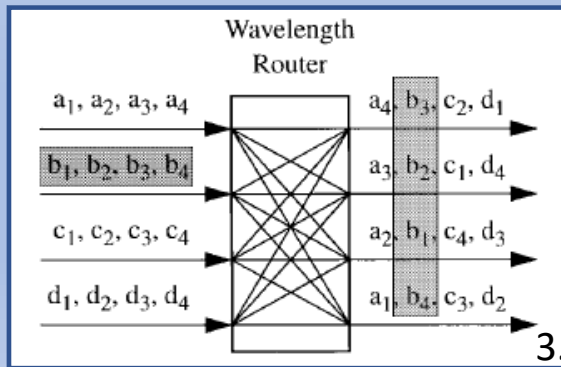 Wavelength
Router
a₁, a₂, a₃, a₄
a₄, b₃, c₂, d₁
b₁, b₂, b₃, b₄
a₃, b₂, c₁, d₄
c₁, c₂, c₃, c₄
a₂, b₁, c₄, d₃
d₁, d₂, d₃, d₄
a₁, b₄, c₃, d₂
3.